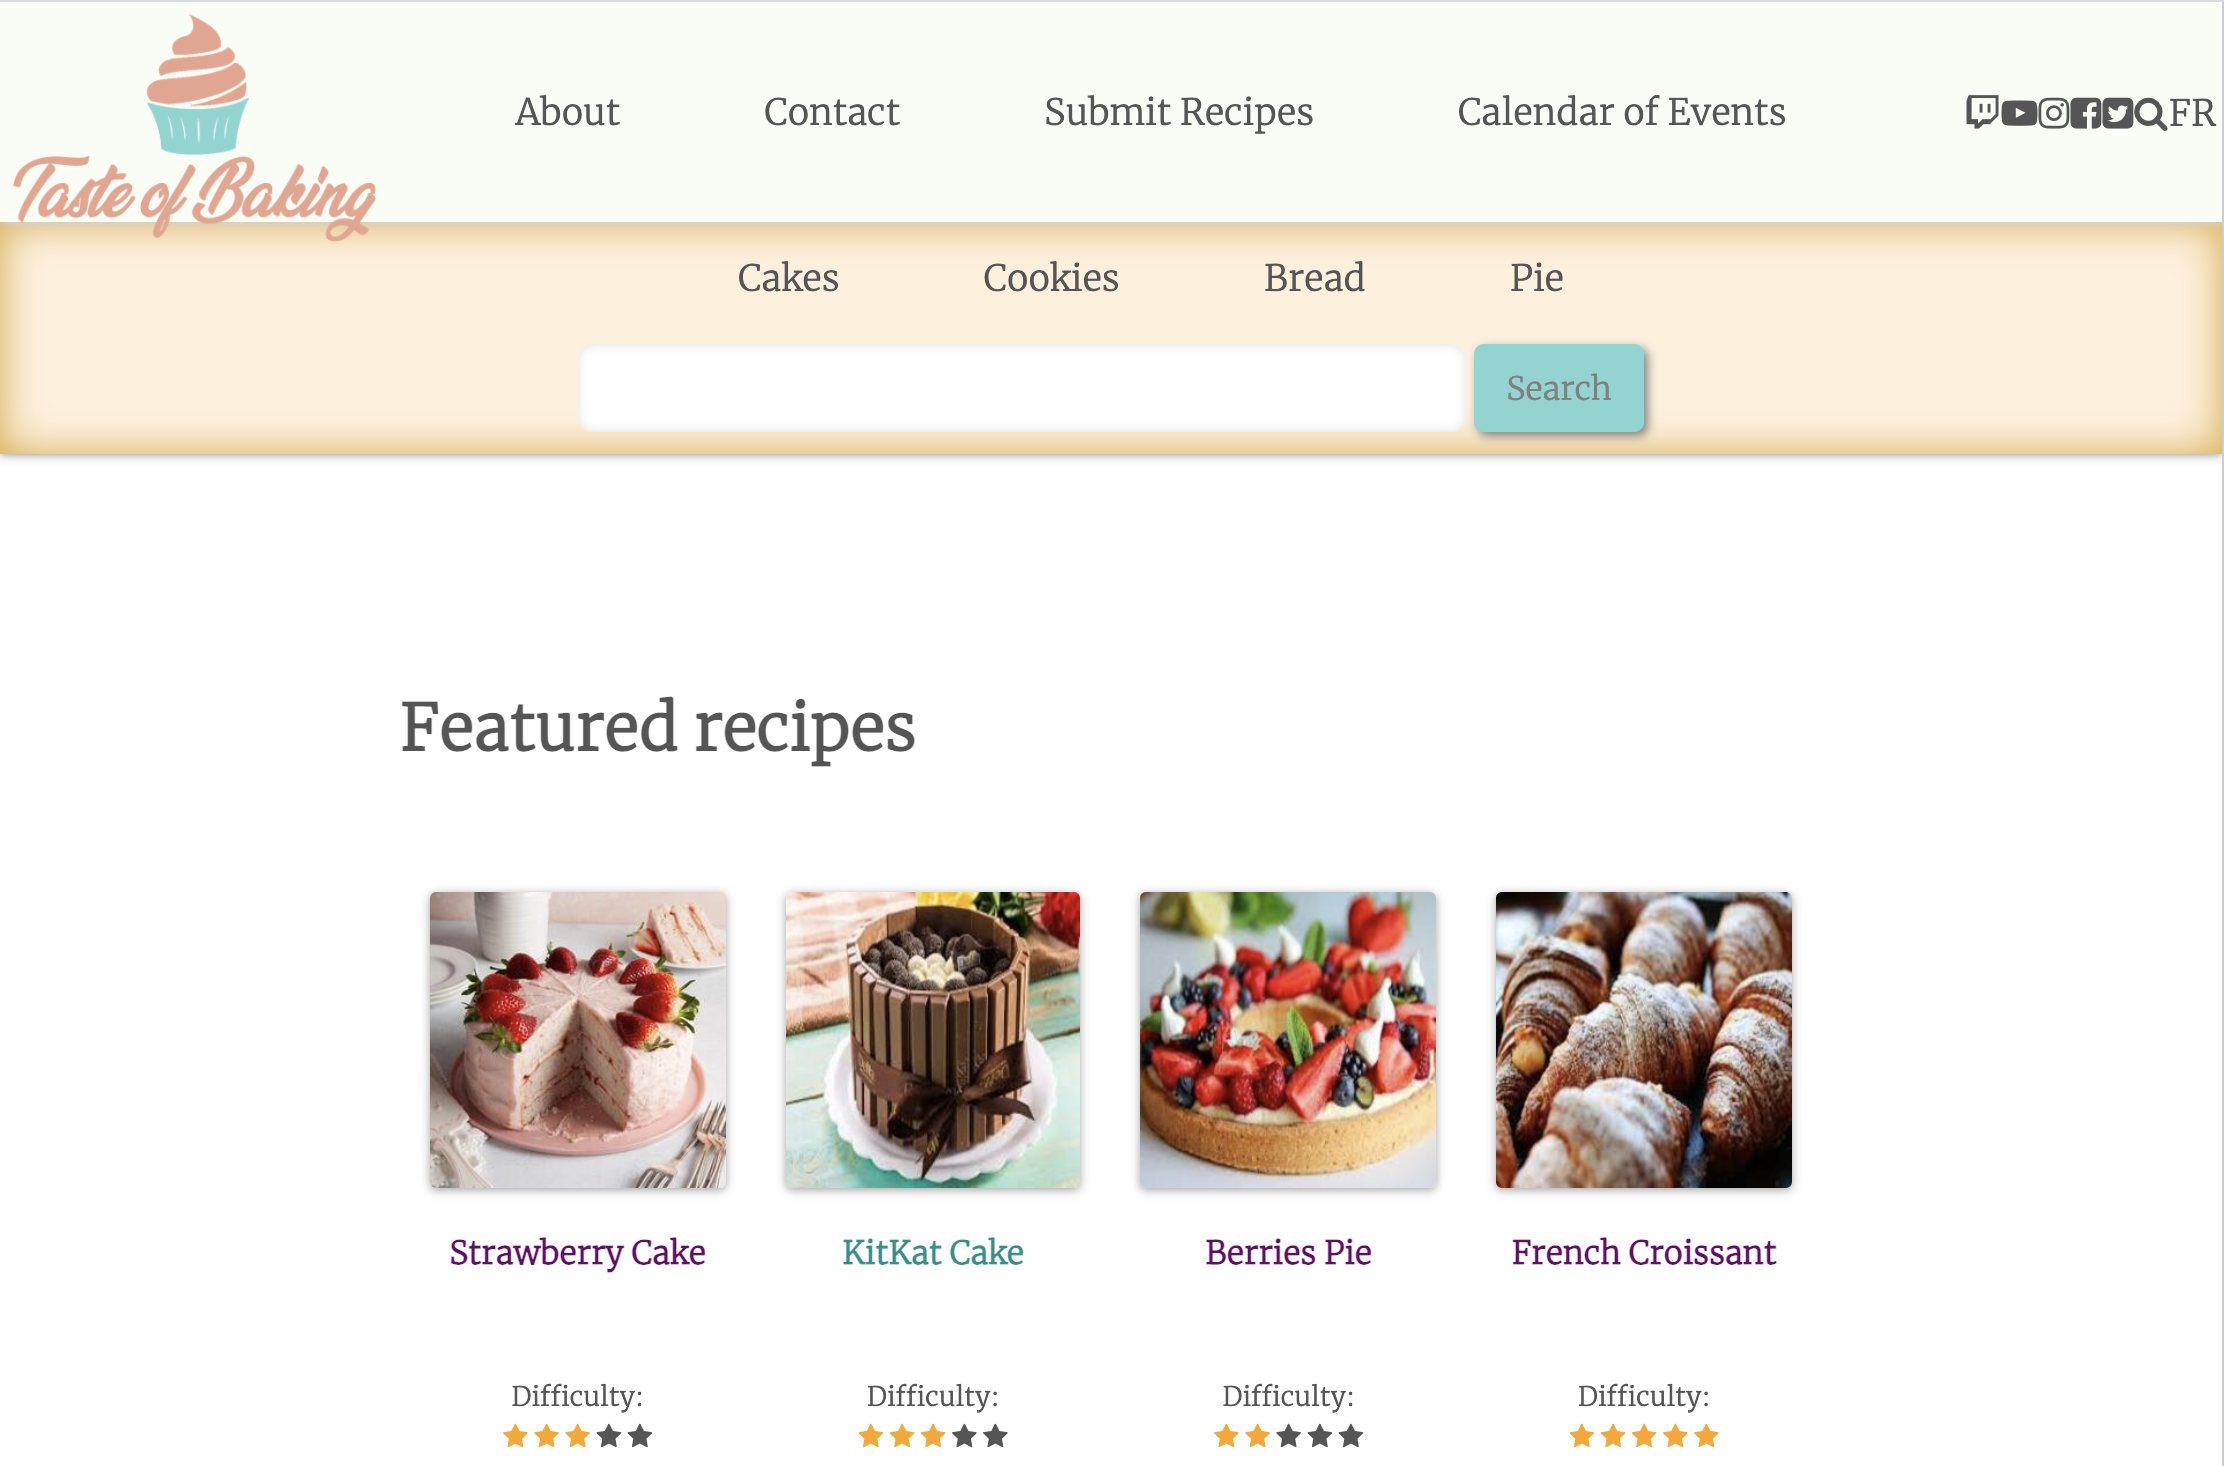 Taste of Baking
About Contact Submit Recipes Calendar of Events FR
Cakes Cookies Bread Pie
Search
Featured recipes
Strawberry Cake KitKat Cake Berries Pie French Croissant
Difficulty: Difficulty: Difficulty: Difficulty: